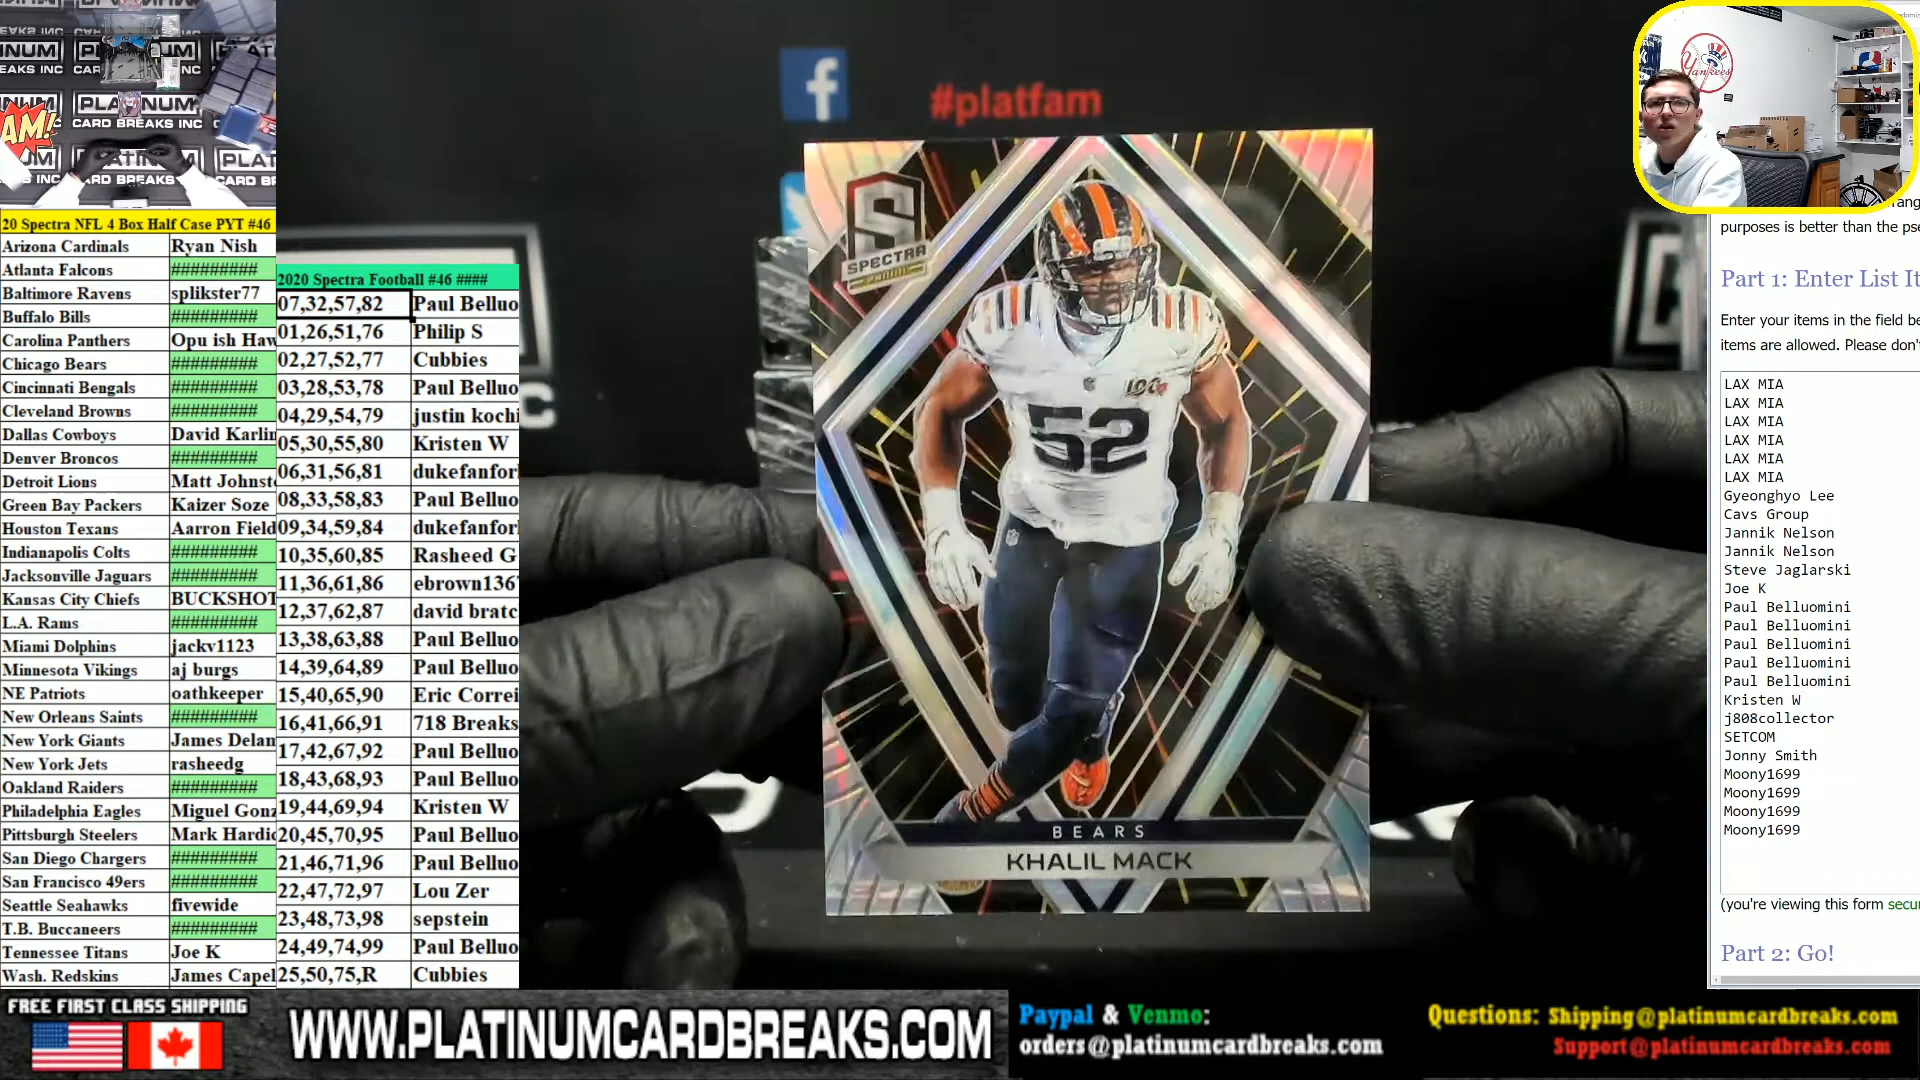 #platfam
SPECTRA
100
52
BEARS
KHALIL MACK
PLATINUM
CARD BREAKS INC
Yankees
20 Spectra NFL 4 Box Half Case PYT #46
Arizona Cardinals Ryan Nish
Atlanta Falcons #########
Baltimore Ravens splikster77
Buffalo Bills #########
Carolina Panthers Opu ish Haw
Chicago Bears #########
Cincinnati Bengals #########
Cleveland Browns #########
Dallas Cowboys David Karlin
Denver Broncos #########
Detroit Lions Matt Johnst
Green Bay Packers Kaizer Soze
Houston Texans Aarron Field
Indianapolis Colts #########
Jacksonville Jaguars #########
Kansas City Chiefs BUCKSHOT
L.A. Rams #########
Miami Dolphins jackv1123
Minnesota Vikings aj burgs
NE Patriots oathkeeper
New Orleans Saints #########
New York Giants James Delan
New York Jets rasheedg
Oakland Raiders #########
Philadelphia Eagles Miguel Gonz
Pittsburgh Steelers Mark Hardic
San Diego Chargers #########
San Francisco 49ers #########
Seattle Seahawks fivewide
T.B. Buccaneers #########
Tennessee Titans Joe K
Wash. Redskins James Capel
2020 Spectra Football #46 ####
07,32,57,82 Paul Belluo
01,26,51,76 Philip S
02,27,52,77 Cubbies
03,28,53,78 Paul Belluo
04,29,54,79 justin kochi
05,30,55,80 Kristen W
06,31,56,81 dukefanfor
08,33,58,83 Paul Belluo
09,34,59,84 dukefanfor
10,35,60,85 Rasheed G
11,36,61,86 ebrown136
12,37,62,87 david bratc
13,38,63,88 Paul Belluo
14,39,64,89 Paul Belluo
15,40,65,90 Eric Correi
16,41,66,91 718 Breaks
17,42,67,92 Paul Belluo
18,43,68,93 Paul Belluo
19,44,69,94 Kristen W
20,45,70,95 Paul Belluo
21,46,71,96 Paul Belluo
22,47,72,97 Lou Zer
23,48,73,98 sepstein
24,49,74,99 Paul Belluo
25,50,75,R Cubbies
purposes is better than the pse
Part 1: Enter List It
Enter your items in the field be
items are allowed. Please don'
LAX MIA
LAX MIA
LAX MIA
LAX MIA
LAX MIA
LAX MIA
Gyeonghyo Lee
Cavs Group
Jannik Nelson
Jannik Nelson
Steve Jaglarski
Joe K
Paul Belluomini
Paul Belluomini
Paul Belluomini
Paul Belluomini
Paul Belluomini
Kristen W
j808collector
SETCOM
Jonny Smith
Moony1699
Moony1699
Moony1699
Moony1699
(you're viewing this form secur
Part 2: Go!
FREE FIRST CLASS SHIPPING
WWW.PLATINUMCARDBREAKS.COM
Paypal & Venmo:
orders@platinumcardbreaks.com
Questions: Shipping@platinumcardbreaks.com
Support@platinumcardbreaks.com